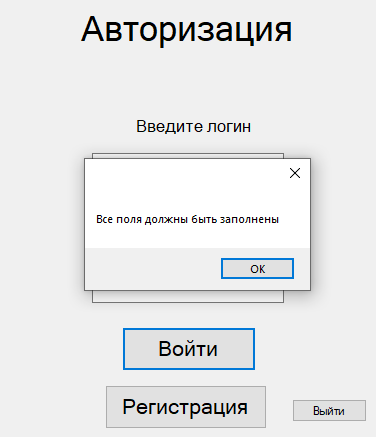 Авторизация
Введите логин
Все поля должны быть заполнены
OK
Войти
Регистрация
Выйти